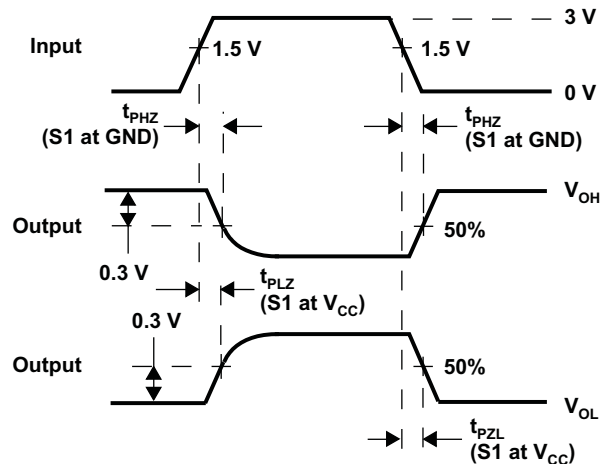 3 V
Input
1.5 V
1.5 V
0 V
tPHZ
(S1 at GND)
tPHZ
(S1 at GND)
VOH
Output
50%
0.3 V
tPLZ
(S1 at VCC)
0.3 V
Output
50%
VOL
tPZL
(S1 at VCC)